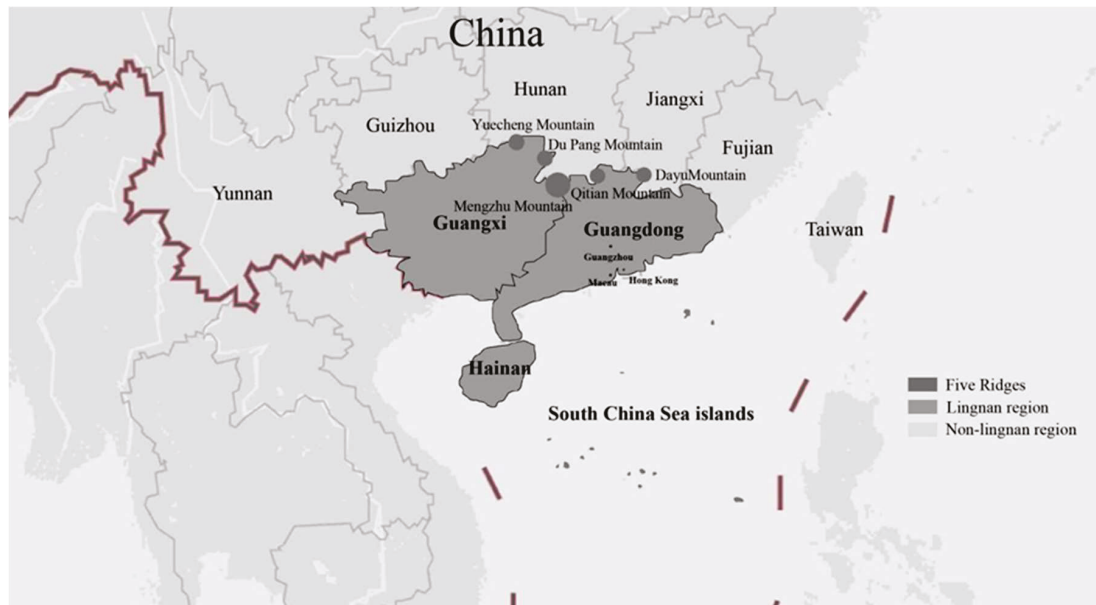 China
Hunan
Jiangxi
Guizhou
Yuecheng Mountain
Du Pang Mountain
Fujian
DayuMountain
Yunnan
Qitian Mountain
Mengzhu Mountain
Guangxi
Guangdong
Taiwan
Guangzhou
Macau
Hong Kong
Hainan
South China Sea islands
Five Ridges
Lingnan region
Non-lingnan region